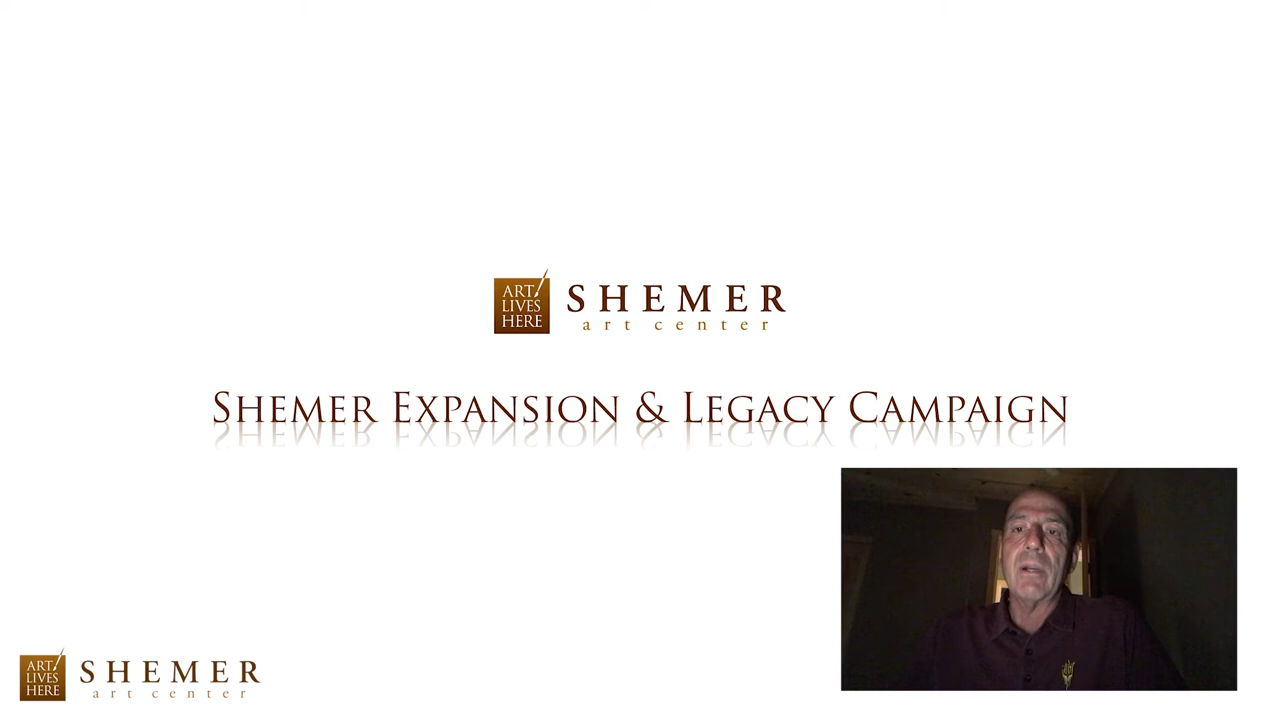 ART
LIVES
HERE
SHEMER
art center
SHEMER EXPANSION & LEGACY CAMPAIGN
ART
LIVES
HERE
SHEMER
art center